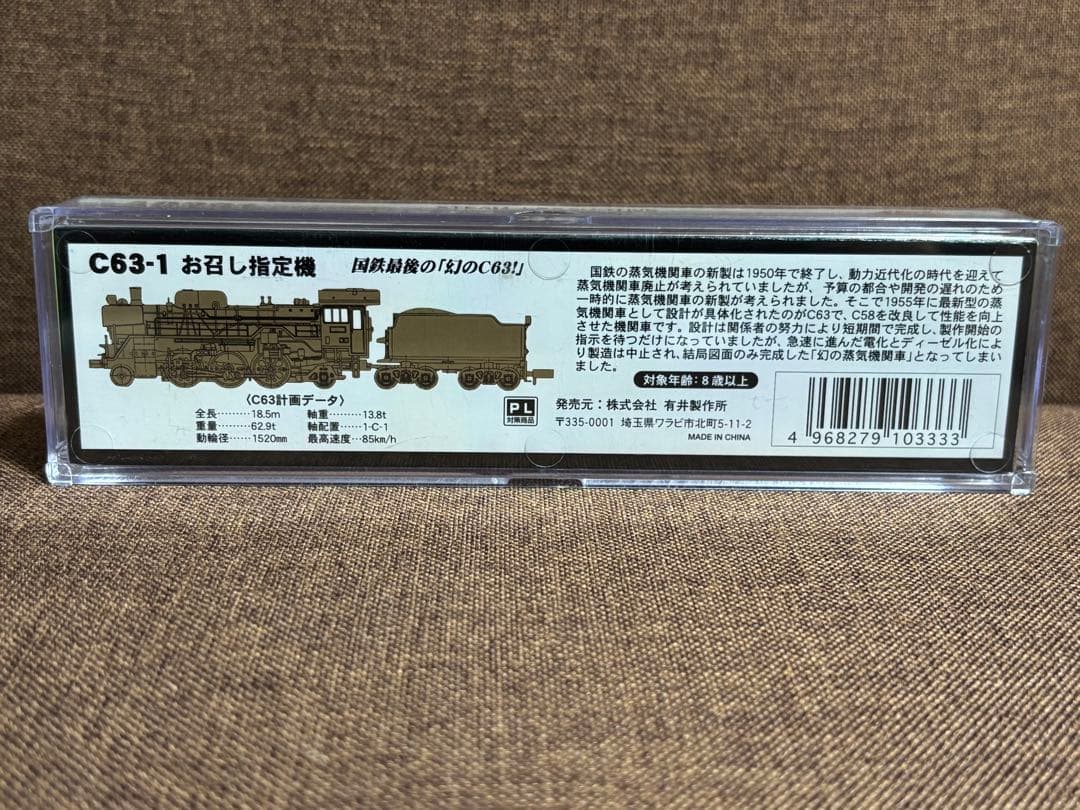 C63-1 お召し指定機
国鉄最後の「幻のC63!」
国鉄の蒸気機関車の新製は1950年で終了し、動力近代化の時代を迎えて
蒸気機関車廃止が考えられていましたが、予算の都合や開発の遅れのため
一時的に蒸気機関車の新製が考えられました。そこで1955年に最新型の蒸
気機関車として設計が具体化されたのがC63で、C58を改良して性能を向上
させた機関車です。設計は関係者の努力により短期間で完成し、製作開始の
指示を待つだけになっていましたが、急速に進んだ電化とディーゼル化によ
り製造は中止され、結局図面のみ完成した「幻の蒸気機関車」となってしまい
ました。
対象年齢：8歳以上
〈C63計画データ〉
全長………18.5m 軸重………13.8t
重量………62.9t 軸配置……1-C-1
動輪径……1520mm 最高速度…85km/h
PL
対策商品
発売元：株式会社 有井製作所
〒335-0001 埼玉県ワラビ市北町5-11-2
MADE IN CHINA
4 968279 103333